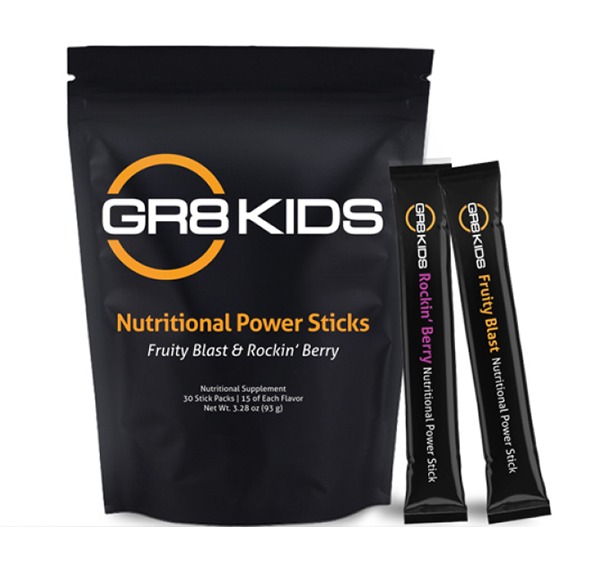 GR8 KIDS
Nutritional Power Sticks
Fruity Blast & Rockin' Berry
Nutritional Supplement
30 Stick Packs | 15 of Each Flavor
Net Wt. 3.28 oz (93 g)
GR8 KIDS
Rockin' Berry Nutritional Power Stick
GR8 KIDS
Fruity Blast Nutritional Power Stick